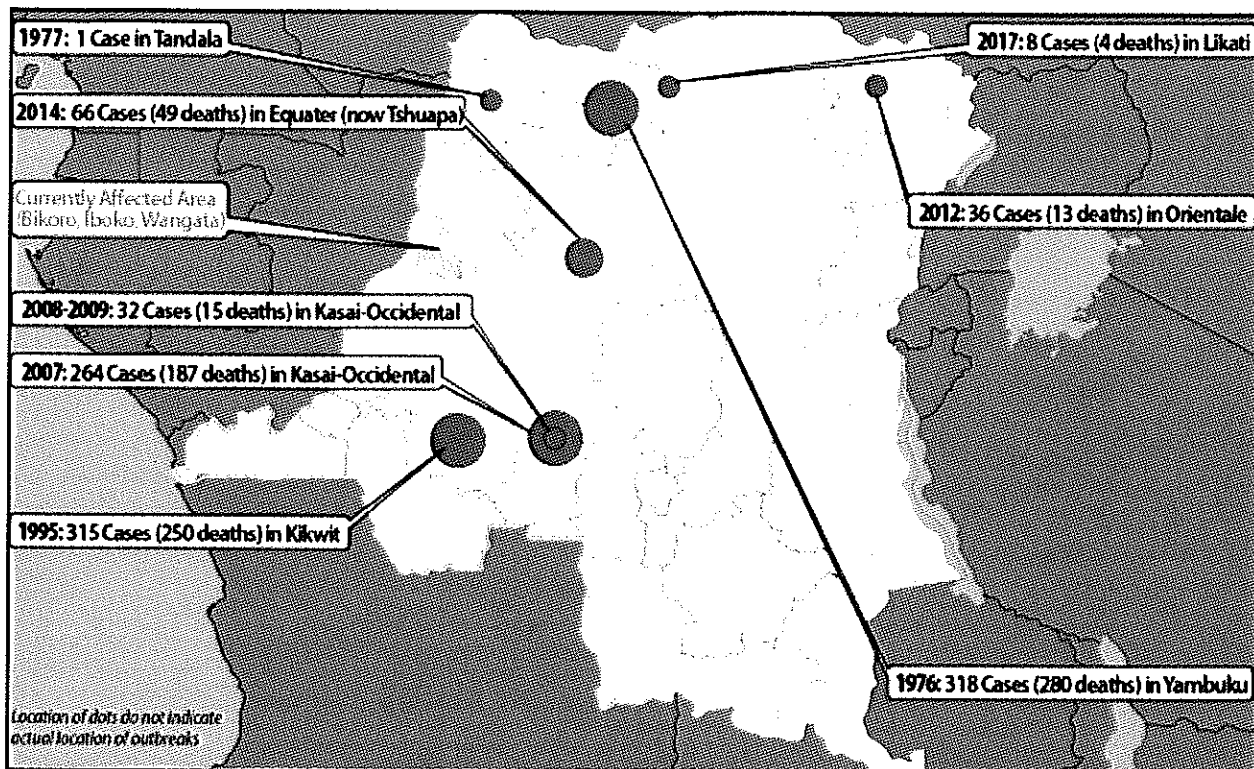 1977: 1 Case in Tandala
2017: 8 Cases (4 deaths) in Likati
2014: 66 Cases (49 deaths) in Equater (now Tshuapa)
Currently Affected Area
(Bikoro, Iboko, Wangata)
2012: 36 Cases (13 deaths) in Orientale
2008-2009: 32 Cases (15 deaths) in Kasai-Occidental
2007: 264 Cases (187 deaths) in Kasai-Occidental
1995: 315 Cases (250 deaths) in Kikwit
1976: 318 Cases (280 deaths) in Yambuku
Location of dots do not indicate
actual location of outbreaks